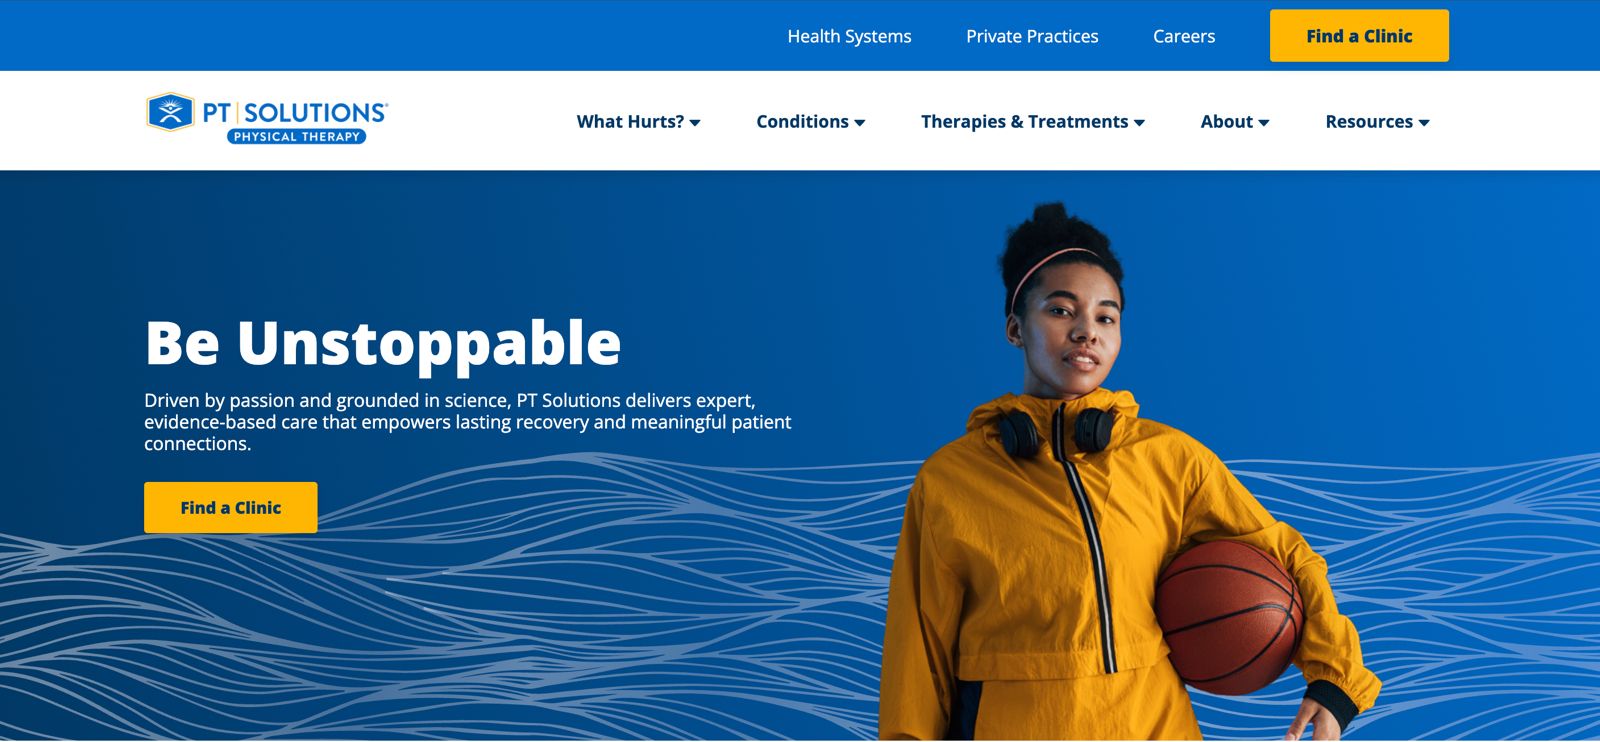 Health Systems
Private Practices
Careers
Find a Clinic
PT | SOLUTIONS®
PHYSICAL THERAPY
What Hurts?
Conditions
Therapies & Treatments
About
Resources
Be Unstoppable
Driven by passion and grounded in science, PT Solutions delivers expert,
evidence-based care that empowers lasting recovery and meaningful patient
connections.
Find a Clinic